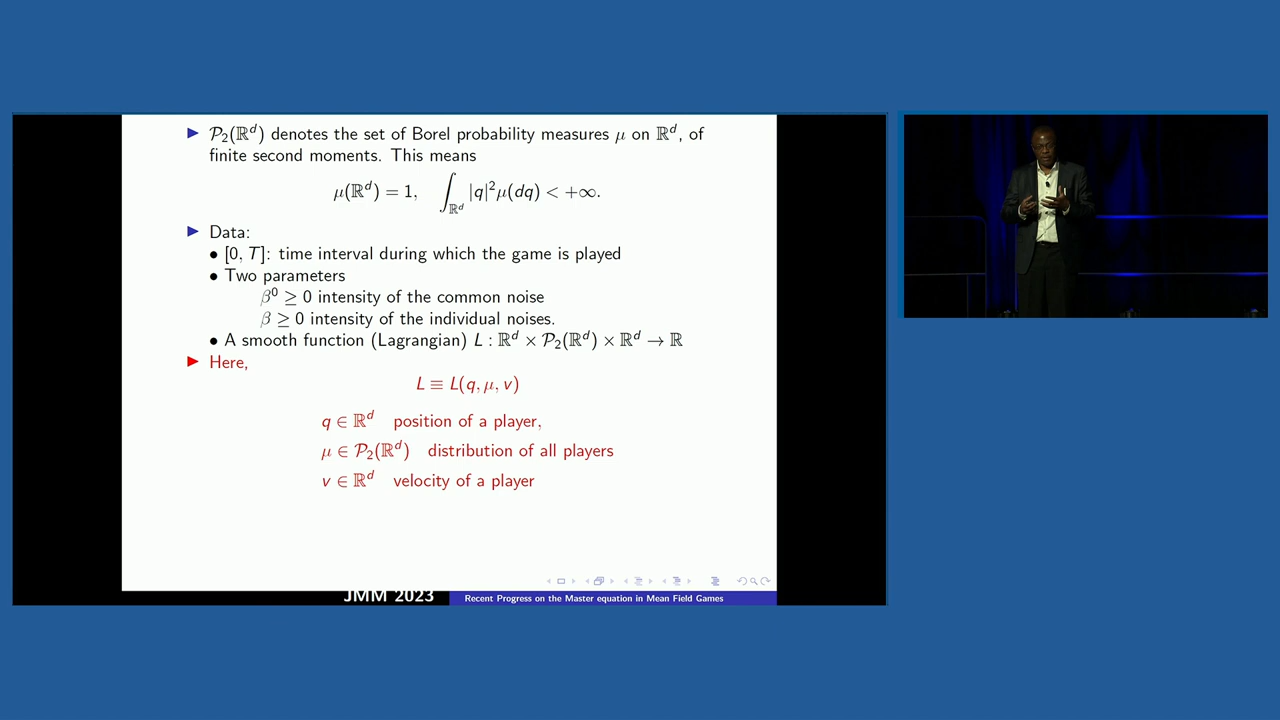 ▶ 𝒫₂(ℝᵈ) denotes the set of Borel probability measures μ on ℝᵈ, of
finite second moments. This means
μ(ℝᵈ) = 1, ∫_{ℝᵈ} |q|²μ(dq) < +∞.
▶ Data:
• [0, T]: time interval during which the game is played
• Two parameters
β⁰ ≥ 0 intensity of the common noise
β ≥ 0 intensity of the individual noises.
• A smooth function (Lagrangian) L : ℝᵈ × 𝒫₂(ℝᵈ) × ℝᵈ → ℝ
▶ Here,
L ≡ L(q, μ, v)
q ∈ ℝᵈ position of a player,
μ ∈ 𝒫₂(ℝᵈ) distribution of all players
v ∈ ℝᵈ velocity of a player
JMM 2023 Recent Progress on the Master equation in Mean Field Games